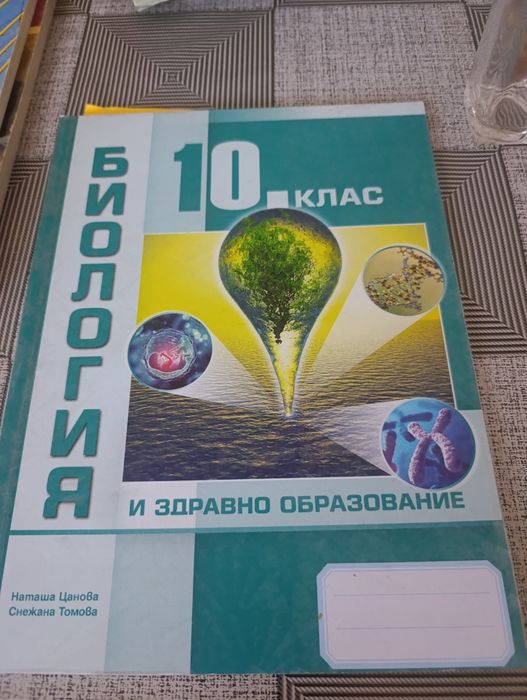 БИОЛОГИЯ
10. КЛАС
И ЗДРАВНО ОБРАЗОВАНИЕ
Наташа Цанова
Снежана Томова